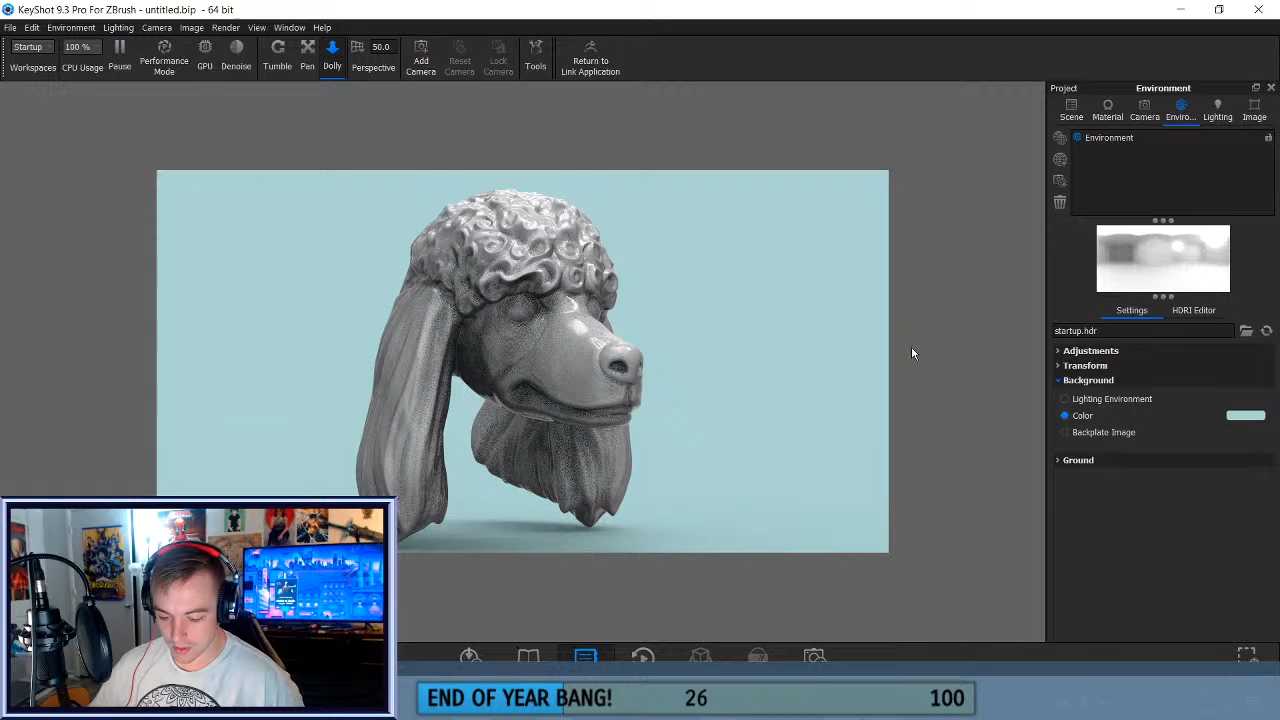 KeyShot 9.3 Pro For ZBrush - untitled.bip - 64 bit
File Edit Environment Lighting Camera Image Render View Window Help
Startup 100 % 50.0
Workspaces CPU Usage Pause Performance Mode GPU Denoise Tumble Pan Dolly Perspective Add Camera Reset Camera Lock Camera Tools Return to Link Application
Project Environment
Scene Material Camera Enviro... Lighting Image
Environment
Settings HDRI Editor
startup.hdr
Adjustments
Transform
Background
Lighting Environment
Color
Backplate Image
Ground
END OF YEAR BANG! 26 100